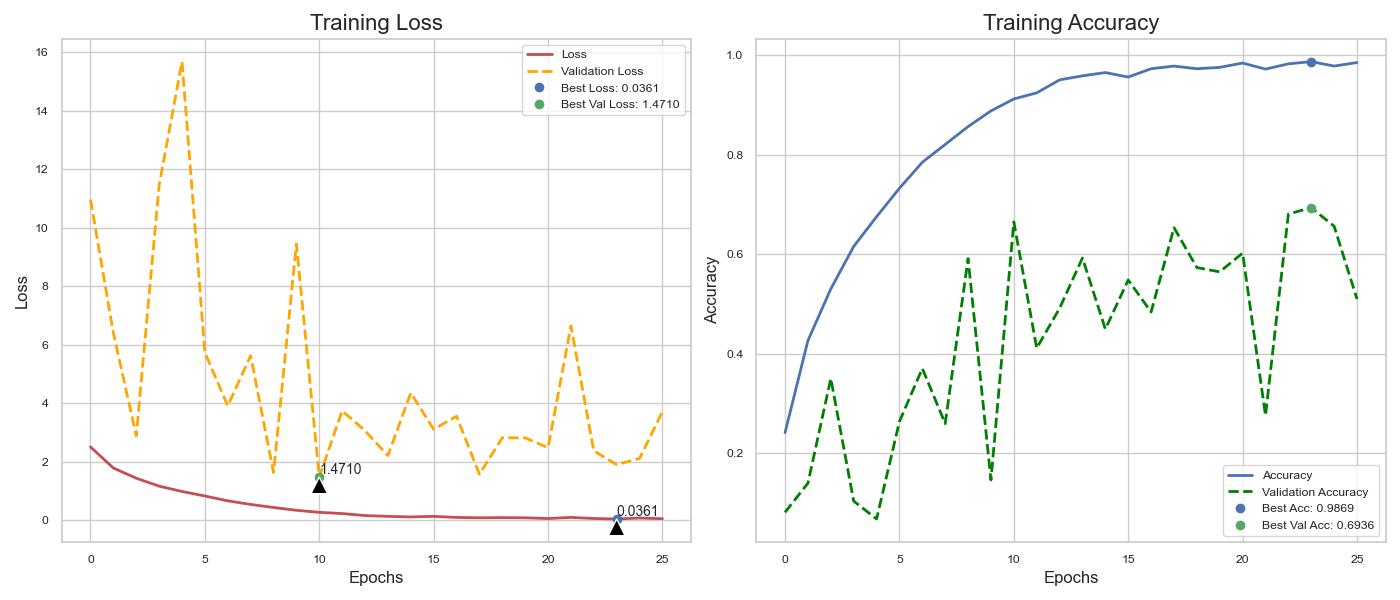 Training Loss
16
14
12
10
8
6
4
2
0
Loss
Loss
Validation Loss
Best Loss: 0.0361
Best Val Loss: 1.4710
1.4710
0.0361
0 5 10 15 20 25
Epochs
Training Accuracy
1.0
0.8
0.6
0.4
0.2
Accuracy
Accuracy
Validation Accuracy
Best Acc: 0.9869
Best Val Acc: 0.6936
0 5 10 15 20 25
Epochs